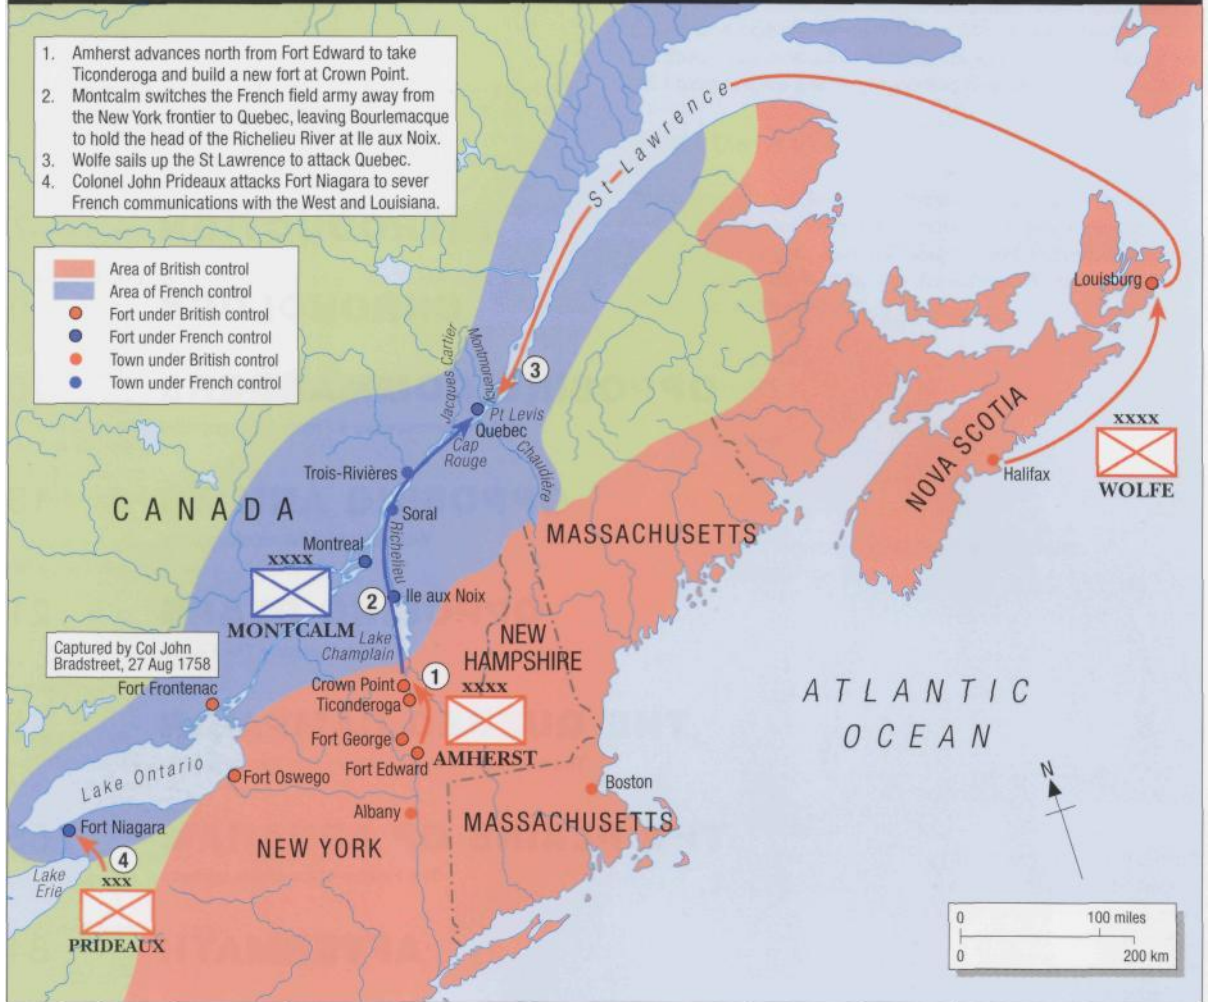 1. Amherst advances north from Fort Edward to take
Ticonderoga and build a new fort at Crown Point.
2. Montcalm switches the French field army away from
the New York frontier to Quebec, leaving Bourlemacque
to hold the head of the Richelieu River at Ile aux Noix.
3. Wolfe sails up the St Lawrence to attack Quebec.
4. Colonel John Prideaux attacks Fort Niagara to sever
French communications with the West and Louisiana.
Area of British control
Area of French control
Fort under British control
Fort under French control
Town under British control
Town under French control
St Lawrence
Louisburg
Jacques Cartier
Montmorency
3
Pt Levis
Quebec
Cap
Rouge
Chaudière
Trois-Rivières
NOVA SCOTIA
Halifax
XXXX
WOLFE
CANADA
Soral
Richelieu
MASSACHUSETTS
Montreal
XXXX
MONTCALM
2
Ile aux Noix
Lake
Champlain
NEW
HAMPSHIRE
Captured by Col John
Bradstreet, 27 Aug 1758
Fort Frontenac
1
Crown Point
Ticonderoga
XXXX
AMHERST
Fort George
Fort Edward
ATLANTIC
OCEAN
Lake Ontario
Fort Oswego
Boston
N
Albany
MASSACHUSETTS
Fort Niagara
NEW YORK
4
Lake
Erie
XXX
PRIDEAUX
0 100 miles
0 200 km